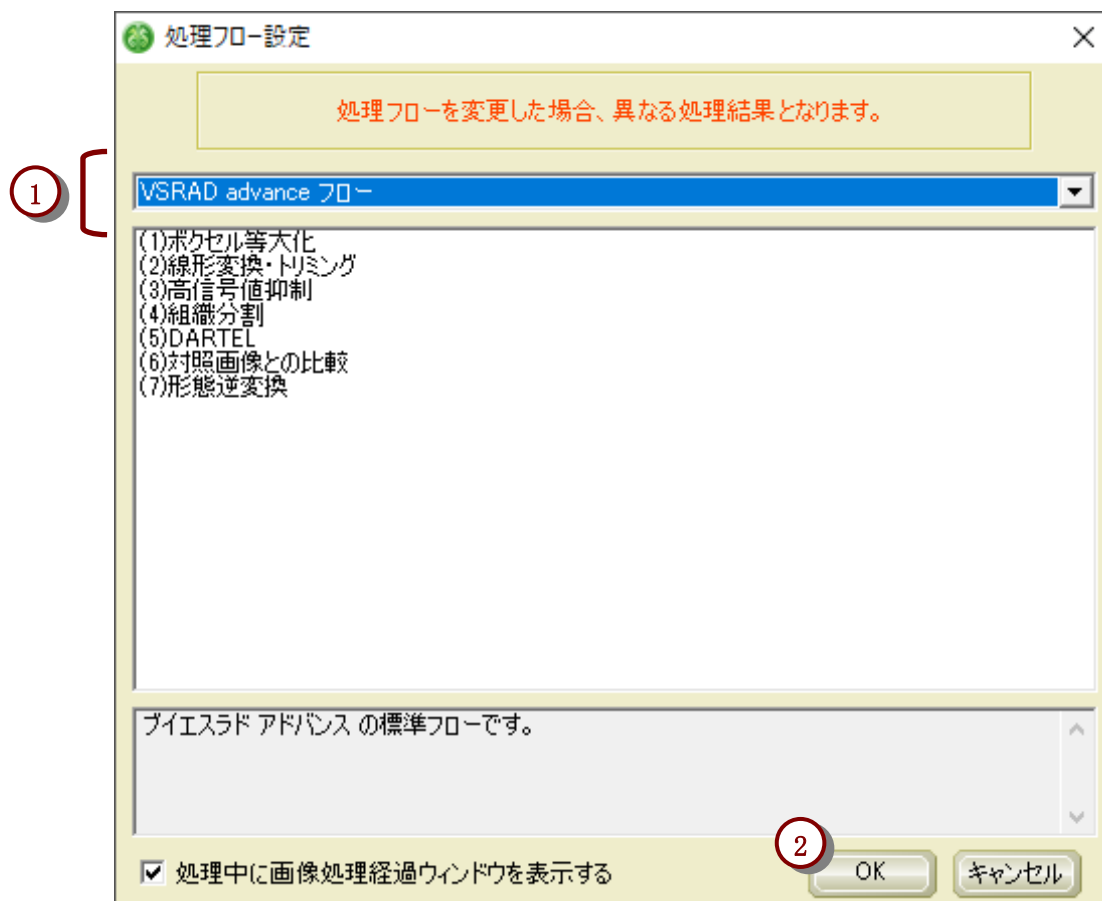 処理フロー設定
処理フローを変更した場合、異なる処理結果となります。
1
VSRAD advance フロー
(1)ボクセル等大化
(2)線形変換・トリミング
(3)高信号値抑制
(4)組織分割
(5)DARTEL
(6)対照画像との比較
(7)形態逆変換
ブイエスラド アドバンス の標準フローです。
2
処理中に画像処理経過ウィンドウを表示する
OK
キャンセル